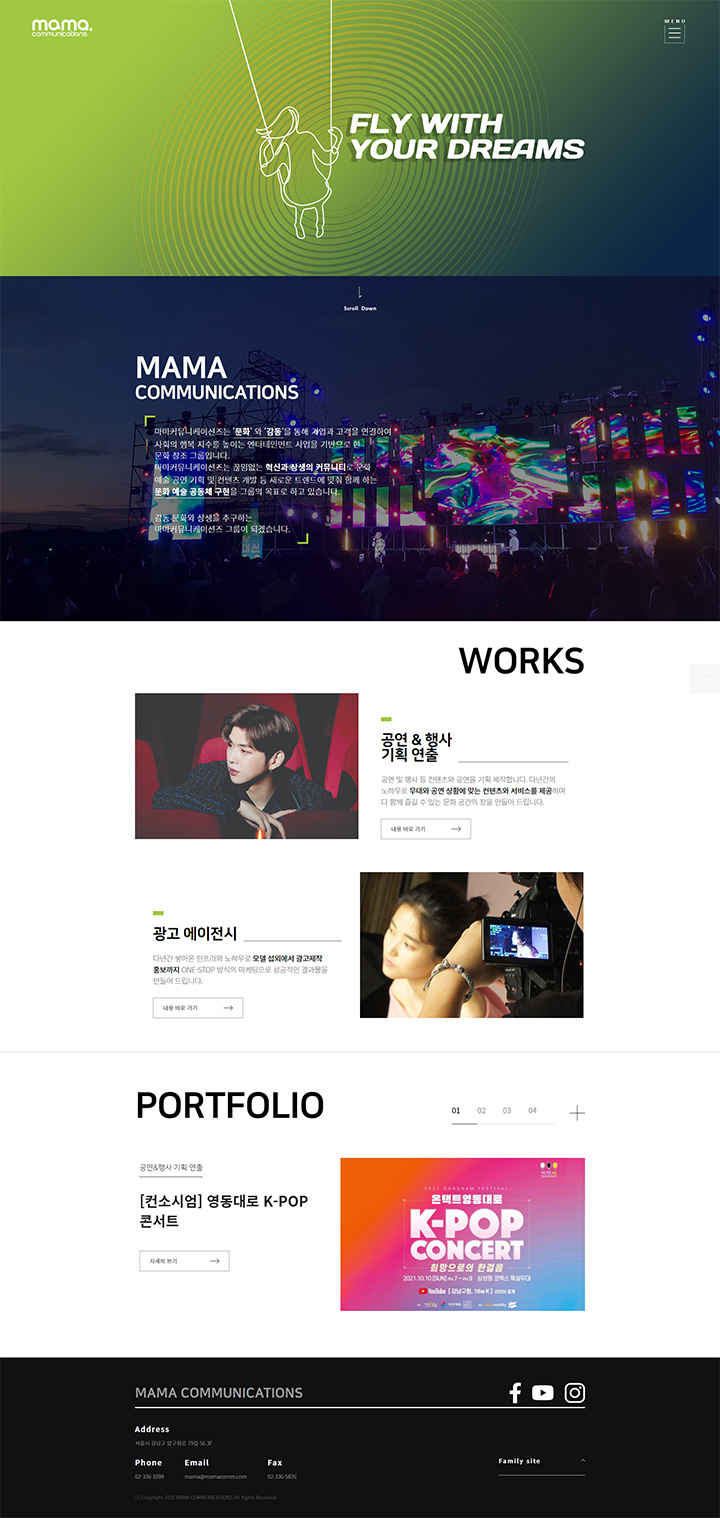 mama.
communications
MENU
FLY WITH
YOUR DREAMS
Scroll Down
MAMA
COMMUNICATIONS
마마커뮤니케이션즈는 '문화' 와 '감동'을 통해 기업과 고객을 연결하여
사회의 행복 지수를 높이는 엔터테인먼트 사업을 기반으로 한
문화 창조 그룹입니다.
마마커뮤니케이션즈는 끊임없는 혁신과 상생의 커뮤니티로 문화
예술 공연 기획 및 컨텐츠 개발 등 새로운 트렌드에 맞춰 함께 하는
문화 예술 공동체 구현을 그룹의 목표로 하고 있습니다.
감동 문화와 상생을 추구하는
마마커뮤니케이션즈 그룹이 되겠습니다.
WORKS
공연 & 행사
기획 연출
공연 및 행사 등 컨텐츠와 공연을 기획 제작합니다. 다년간의
노하우로 무대와 공연 상황에 맞는 컨텐츠와 서비스를 제공하며
다 함께 즐길 수 있는 문화 공간의 장을 만들어 드립니다.
내용 바로 가기
광고 에이전시
다년간 쌓아온 인프라와 노하우로 모델 섭외에서 광고제작
홍보까지 ONE-STOP 방식의 마케팅으로 성공적인 결과물을
만들어 드립니다.
내용 바로 가기
PORTFOLIO
01 02 03 04
공연&행사 기획 연출
[컨소시엄] 영동대로 K-POP
콘서트
자세히 보기
2021 GANGNAM FESTIVAL
온택트영동대로
K-POP
CONCERT
희망으로의 한걸음
2021.10.10 [SUN] PM 7 ~ PM 9 삼성동 코엑스 특설무대
YouTube [ 강남구청, 1theK ] 라이브 중계
MAMA COMMUNICATIONS
Address
서울시 강남구 압구정로 79길 56 3F
Phone Email Fax
02-336-1099 mama@mamacomm.com 02-336-5876
Family site
ⓒ Copyright 2020 MAMA COMMUNICATIONS All Rights Reserved.